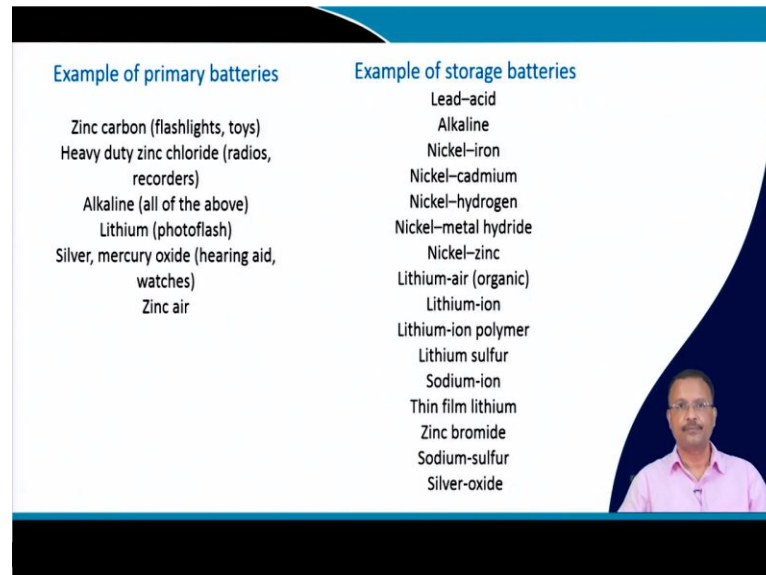 Example of primary batteries
Zinc carbon (flashlights, toys)
Heavy duty zinc chloride (radios,
recorders)
Alkaline (all of the above)
Lithium (photoflash)
Silver, mercury oxide (hearing aid,
watches)
Zinc air
Example of storage batteries
Lead–acid
Alkaline
Nickel–iron
Nickel–cadmium
Nickel–hydrogen
Nickel–metal hydride
Nickel–zinc
Lithium-air (organic)
Lithium-ion
Lithium-ion polymer
Lithium sulfur
Sodium-ion
Thin film lithium
Zinc bromide
Sodium-sulfur
Silver-oxide